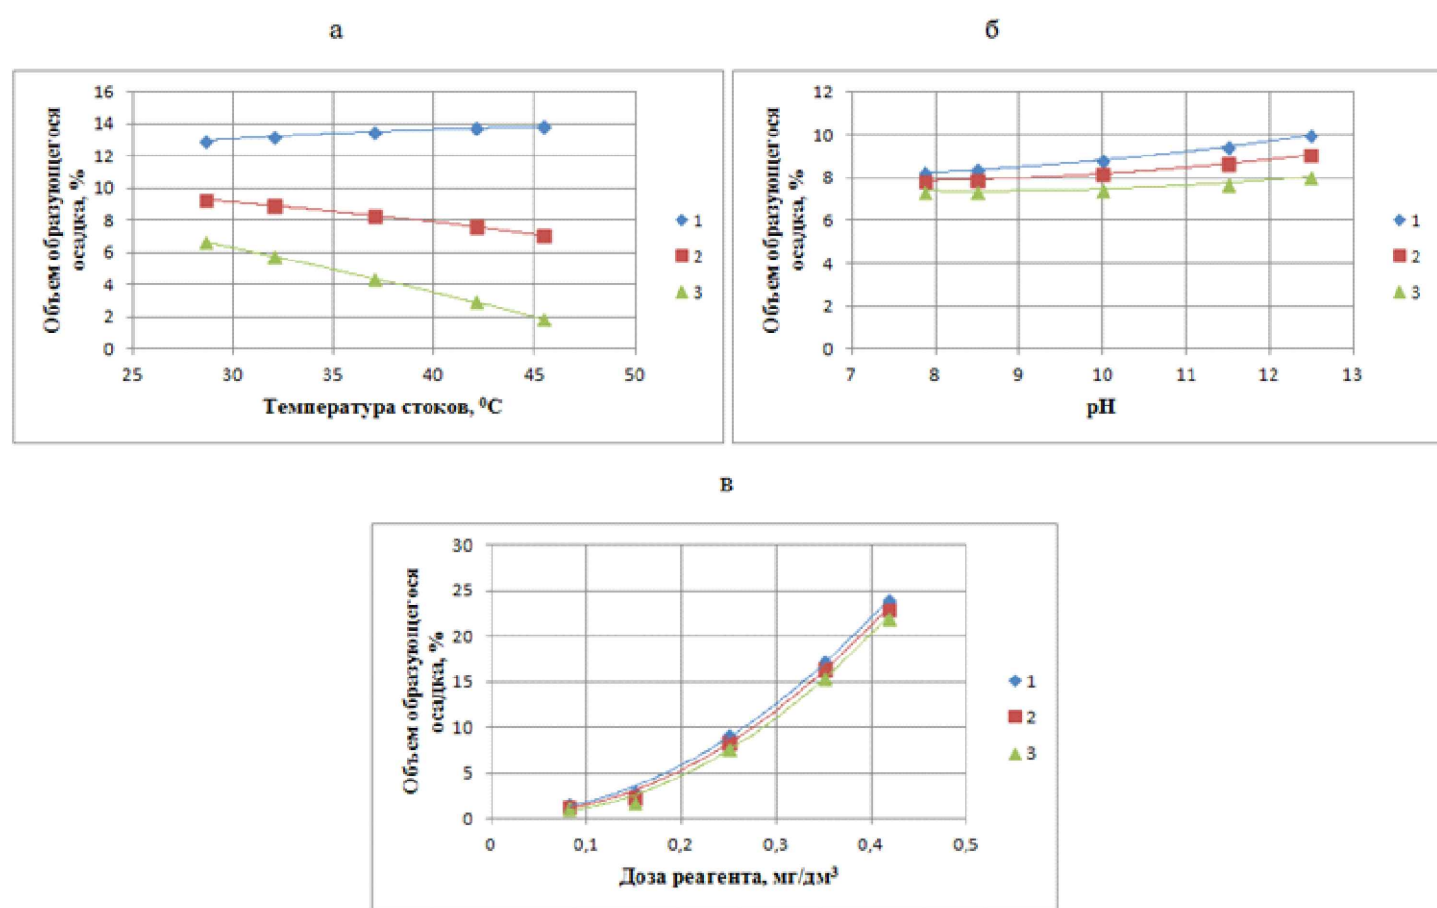 а
б
Объем образующегося
осадка, %
16
14
12
10
8
6
4
2
0
25 30 35 40 45 50
Температура стоков, ⁰С
1
2
3
Объем образующегося
осадка, %
12
10
8
6
4
2
0
7 8 9 10 11 12 13
pH
1
2
3
в
Объем образующегося
осадка, %
30
25
20
15
10
5
0
0 0,1 0,2 0,3 0,4 0,5
Доза реагента, мг/дм³
1
2
3